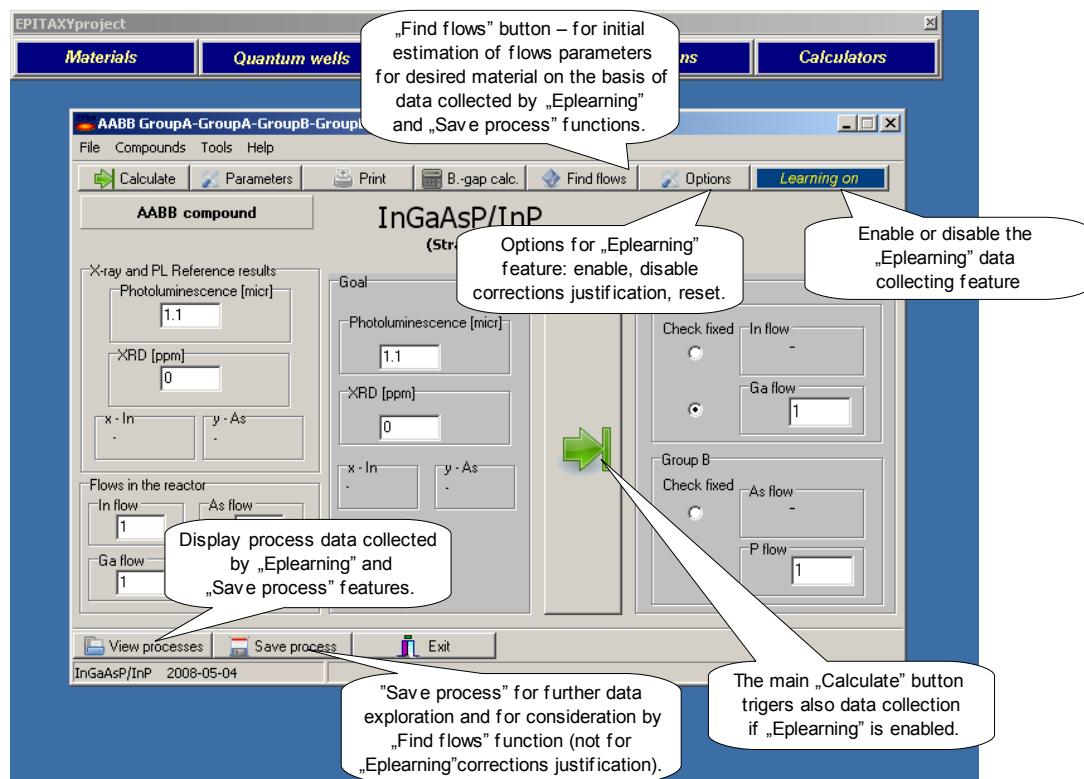 EPITAXYproject
Materials
Quantum wells
ns
Calculators
„Find flows” button – for initial
estimation of flows parameters
for desired material on the basis of
data collected by „Eplearning”
and „Save process” functions.
AABB GroupA-GroupA-GroupB-Group
File Compounds Tools Help
Calculate
Parameters
Print
B.-gap calc.
Find flows
Options
Learning on
AABB compound
InGaAsP/InP
(Str
Options for „Eplearning”
feature: enable, disable
corrections justification, reset.
Enable or disable the
„Eplearning” data
collecting feature
X-ray and PL Reference results
Photoluminescence [micr]
1.1
XRD [ppm]
0
x - In
-
y - As
-
Goal
Photoluminescence [micr]
1.1
XRD [ppm]
0
x - In
-
y - As
-
Check fixed
In flow
-
Ga flow
1
Group B
Check fixed
As flow
-
P flow
1
Flows in the reactor
In flow
1
As flow
Ga flow
1
Display process data collected
by „Eplearning” and
„Save process” features.
View processes
Save process
Exit
InGaAsP/InP 2008-05-04
”Save process” for further data
exploration and for consideration by
„Find flows” function (not for
„Eplearning”corrections justification).
The main „Calculate” button
trigers also data collection
if „Eplearning” is enabled.